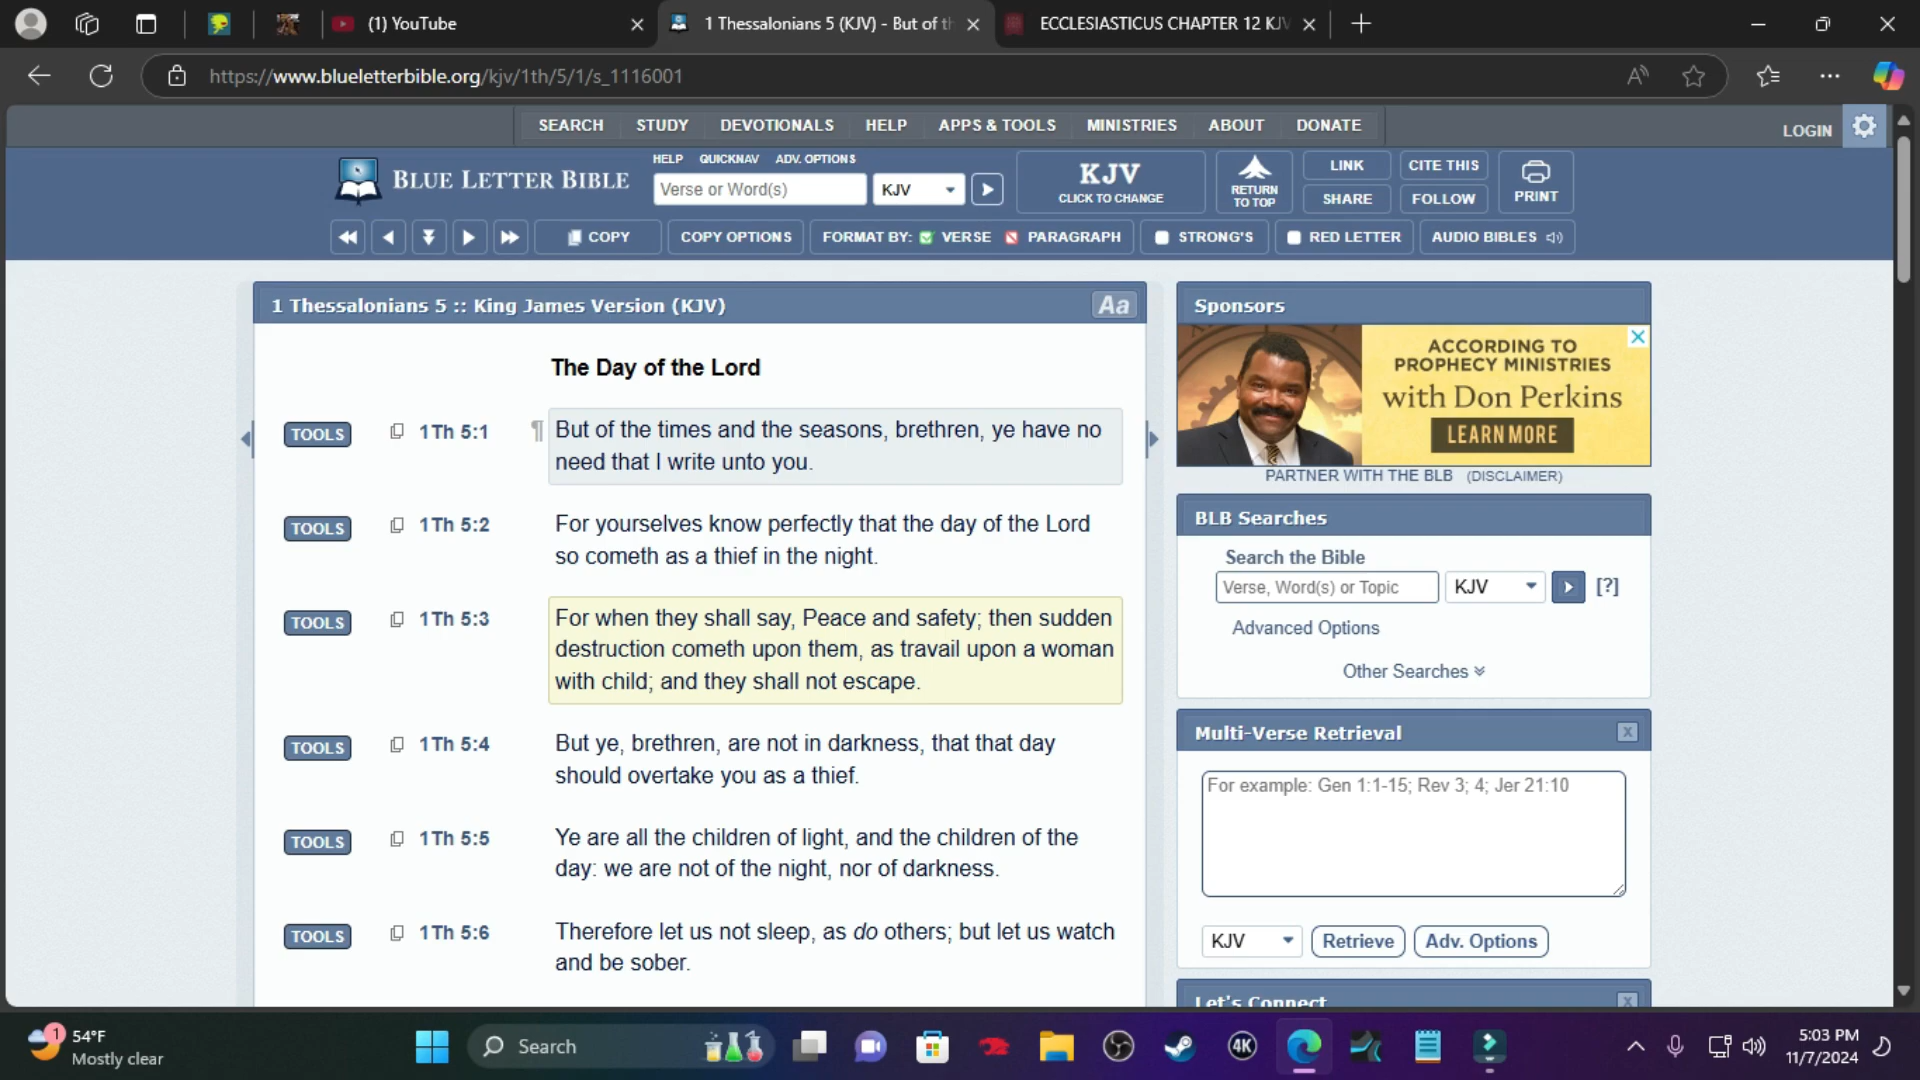 (1) YouTube
1 Thessalonians 5 (KJV) - But of th
ECCLESIASTICUS CHAPTER 12 KJV
https://www.blueletterbible.org/kjv/1th/5/1/s_1116001
SEARCH STUDY DEVOTIONALS HELP APPS & TOOLS MINISTRIES ABOUT DONATE
LOGIN
BLUE LETTER BIBLE
HELP QUICKNAV ADV. OPTIONS
Verse or Word(s)
KJV
KJV
CLICK TO CHANGE
RETURN
TO TOP
LINK
CITE THIS
SHARE
FOLLOW
PRINT
COPY
COPY OPTIONS
FORMAT BY: VERSE PARAGRAPH
STRONG'S
RED LETTER
AUDIO BIBLES
1 Thessalonians 5 :: King James Version (KJV)
Aa
The Day of the Lord
TOOLS 1Th 5:1 ¶ But of the times and the seasons, brethren, ye have no
need that I write unto you.
TOOLS 1Th 5:2 For yourselves know perfectly that the day of the Lord
so cometh as a thief in the night.
TOOLS 1Th 5:3 For when they shall say, Peace and safety; then sudden
destruction cometh upon them, as travail upon a woman
with child; and they shall not escape.
TOOLS 1Th 5:4 But ye, brethren, are not in darkness, that that day
should overtake you as a thief.
TOOLS 1Th 5:5 Ye are all the children of light, and the children of the
day: we are not of the night, nor of darkness.
TOOLS 1Th 5:6 Therefore let us not sleep, as do others; but let us watch
and be sober.
Sponsors
ACCORDING TO
PROPHECY MINISTRIES
with Don Perkins
LEARN MORE
PARTNER WITH THE BLB (DISCLAIMER)
BLB Searches
Search the Bible
Verse, Word(s) or Topic
KJV
[?]
Advanced Options
Other Searches
Multi-Verse Retrieval
x
For example: Gen 1:1-15; Rev 3; 4; Jer 21:10
KJV
Retrieve
Adv. Options
Let's Connect
x
1
54°F
Mostly clear
Search
4K
5:03 PM
11/7/2024